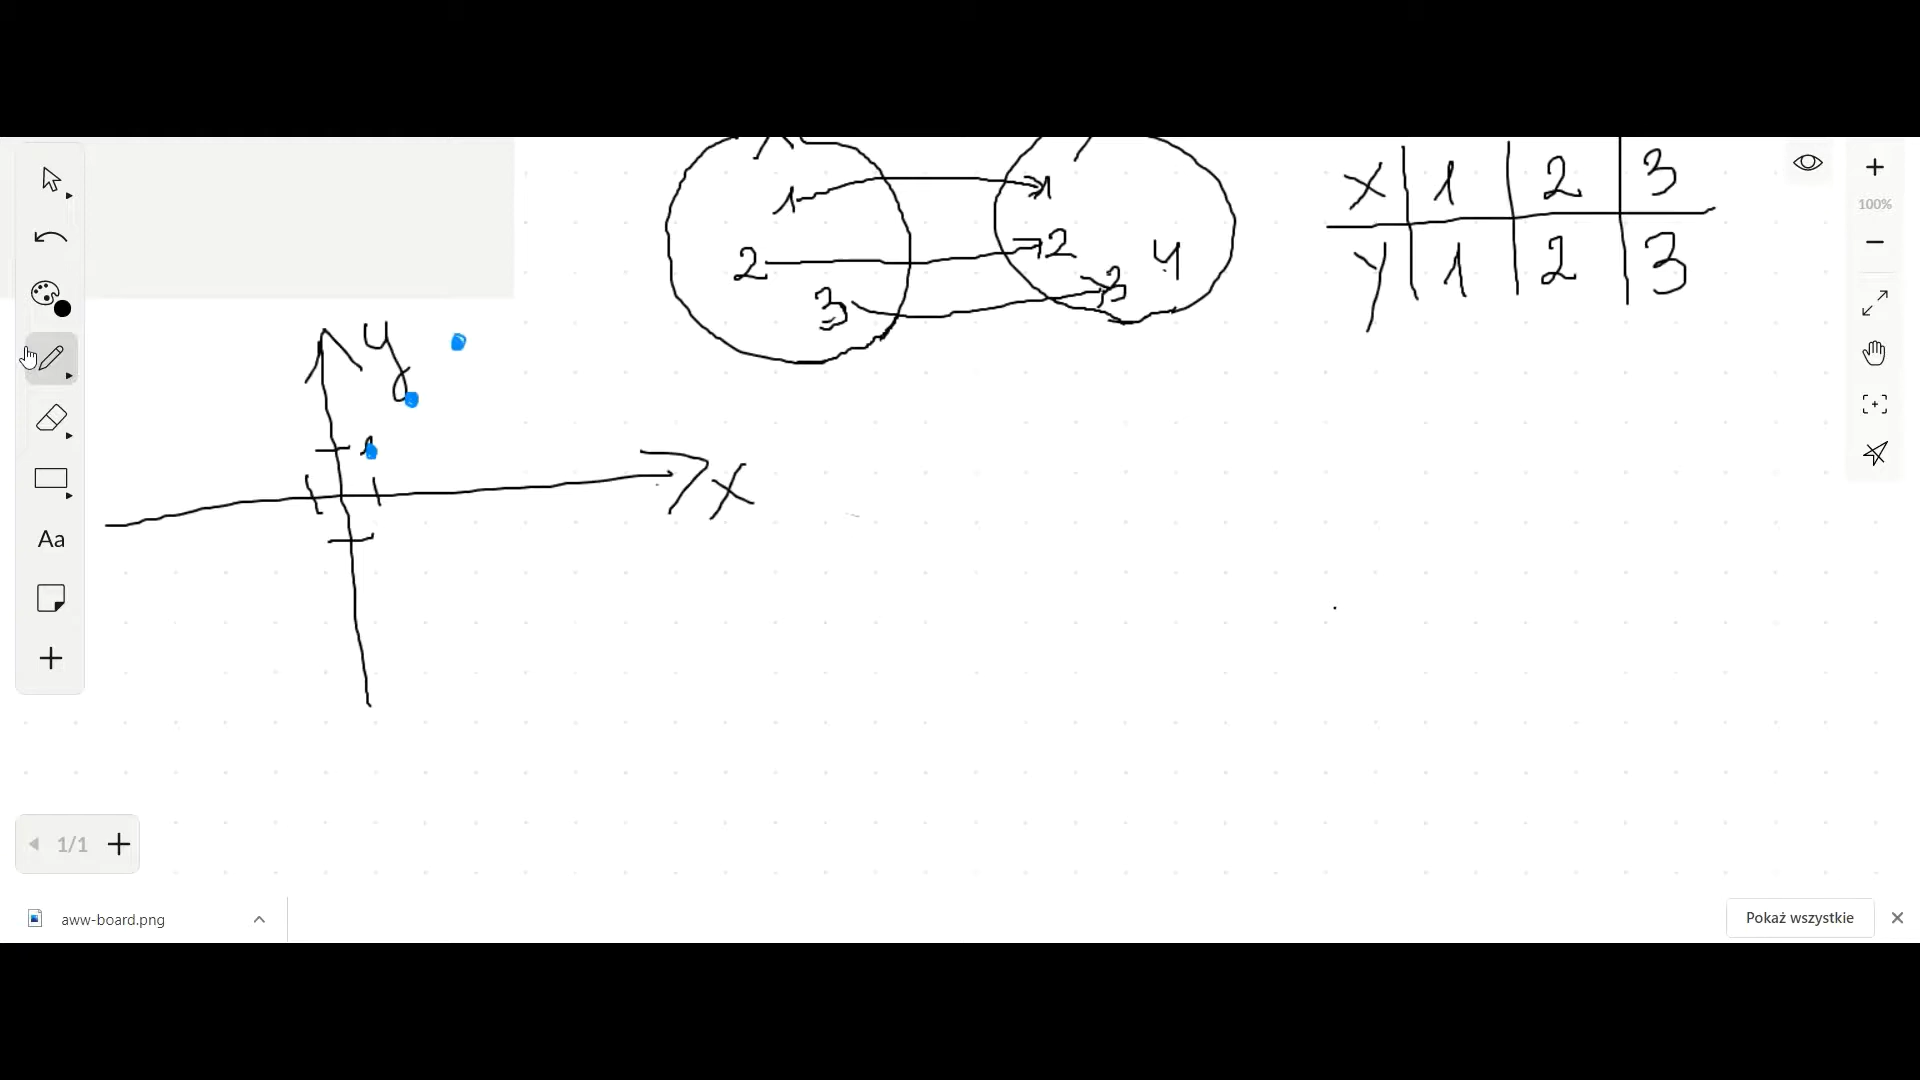 1 1
2 2 4
3 3
X 1 2 3
Y 1 2 3
100%
y
1
X
Aa
1/1
aww-board.png
Pokaż wszystkie